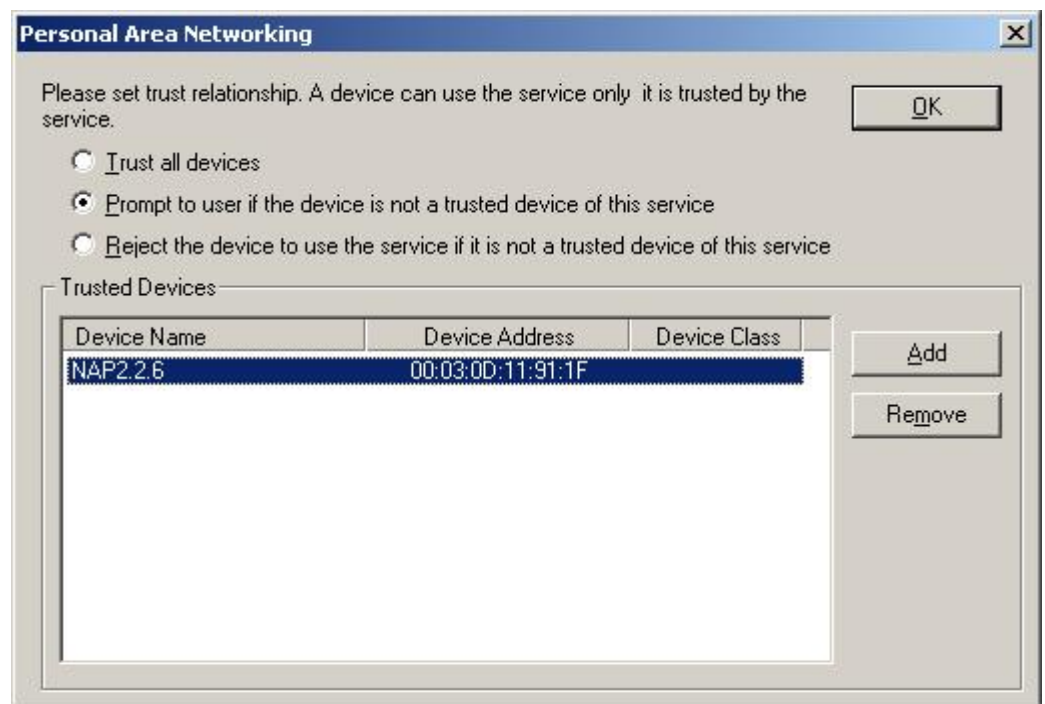 Personal Area Networking
Please set trust relationship. A device can use the service only  it is trusted by the
service.
OK
Trust all devices
Prompt to user if the device is not a trusted device of this service
Reject the device to use the service if it is not a trusted device of this service
Trusted Devices
Device Name Device Address Device Class
NAP2.2.6 00:03:0D:11:91:1F
Add
Remove